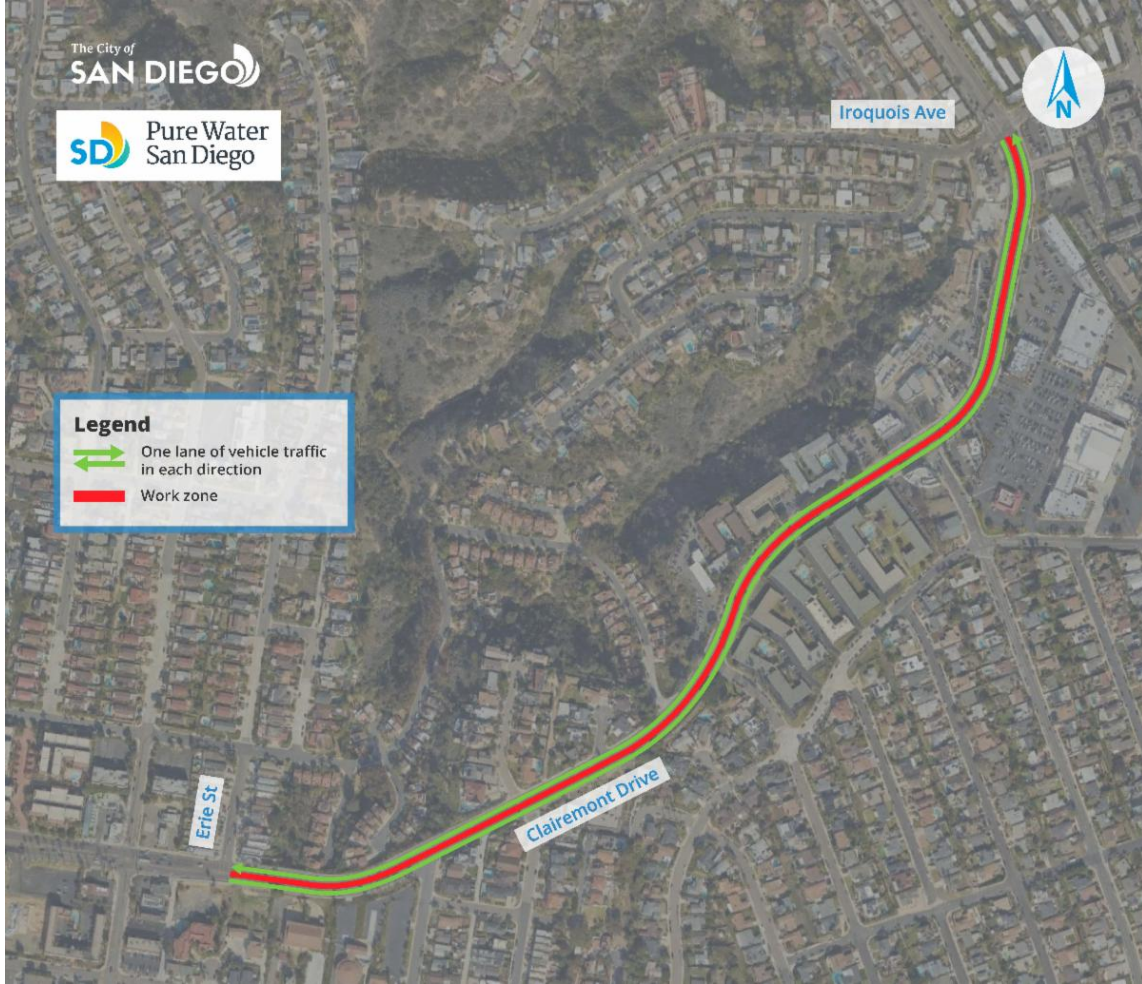 The City of
SAN DIEGO
SD
Pure Water
San Diego
Iroquois Ave
N
Legend
One lane of vehicle traffic
in each direction
Work zone
Erie St
Clairemont Drive